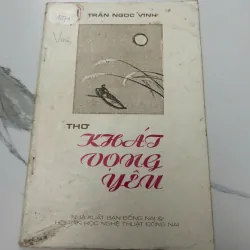 TRẦN NGỌC VINH
THƠ
KHÁT
VỌNG
YÊU
NHÀ XUẤT BẢN ĐỒNG NAI &
HỘI VĂN HỌC NGHỆ THUẬT ĐỒNG NAI